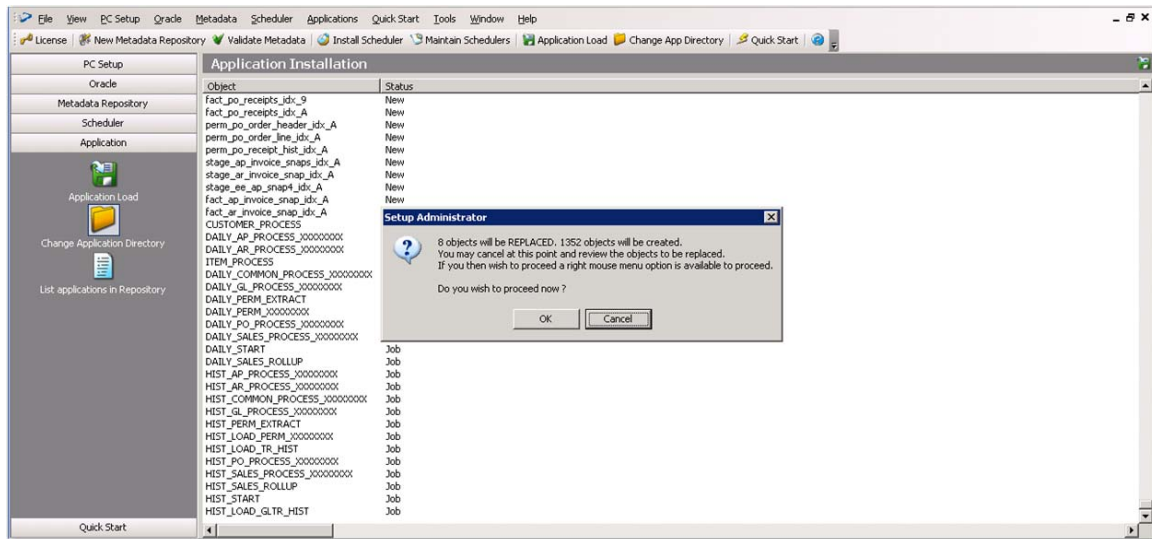 File View PC Setup Oracle Metadata Scheduler Applications Quick Start Tools Window Help
License New Metadata Repository Validate Metadata Install Scheduler Maintain Schedulers Application Load Change App Directory Quick Start
PC Setup
Oracle
Metadata Repository
Scheduler
Application
Application Load
Change Application Directory
List applications in Repository
Quick Start
Application Installation
Object Status
fact_po_receipts_idx_9 New
fact_po_receipts_idx_A New
perm_po_order_header_idx_A New
perm_po_order_line_idx_A New
perm_po_receipt_hist_idx_A New
stage_ap_invoice_snaps_idx_A New
stage_ar_invoice_snap_idx_A New
stage_ee_ap_snap4_idx_A New
fact_ap_invoice_snap_idx_A New
fact_ar_invoice_snap_idx_A
CUSTOMER_PROCESS
DAILY_AP_PROCESS_XXXXXXXX
DAILY_AR_PROCESS_XXXXXXXX
ITEM_PROCESS
DAILY_COMMON_PROCESS_XXXXXXXX
DAILY_GL_PROCESS_XXXXXXXX
DAILY_PERM_EXTRACT
DAILY_PERM_XXXXXXXX
DAILY_PO_PROCESS_XXXXXXXX
DAILY_SALES_PROCESS_XXXXXXXX
DAILY_START Job
DAILY_SALES_ROLLUP Job
HIST_AP_PROCESS_XXXXXXXX Job
HIST_AR_PROCESS_XXXXXXXX Job
HIST_COMMON_PROCESS_XXXXXXXX Job
HIST_GL_PROCESS_XXXXXXXX Job
HIST_PERM_EXTRACT Job
HIST_LOAD_PERM_XXXXXXXX Job
HIST_LOAD_TR_HIST Job
HIST_PO_PROCESS_XXXXXXXX Job
HIST_SALES_PROCESS_XXXXXXXX Job
HIST_SALES_ROLLUP Job
HIST_START Job
HIST_LOAD_GLTR_HIST Job
Setup Administrator
8 objects will be REPLACED. 1352 objects will be created.
You may cancel at this point and review the objects to be replaced.
If you then wish to proceed a right mouse menu option is available to proceed.
Do you wish to proceed now ?
OK Cancel